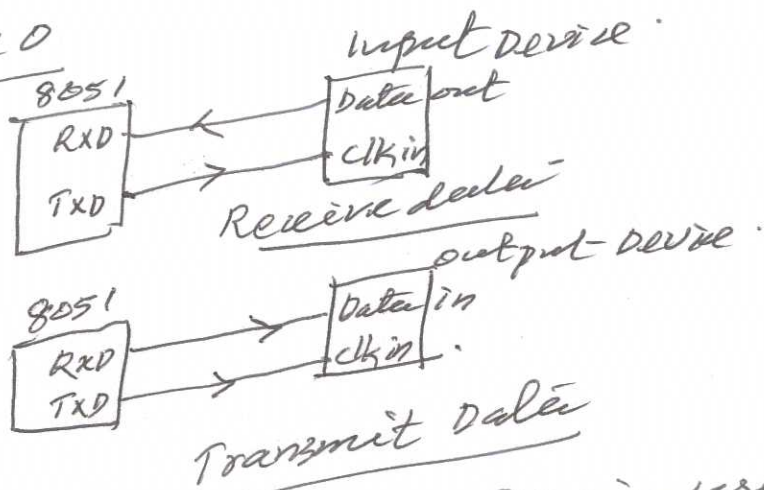 0
Input Device.
8051
RXD
Data out
TXD
Clk in
Receive data
output Device.
8051
RXD
Data in
TXD
clk in.
Transmit Data